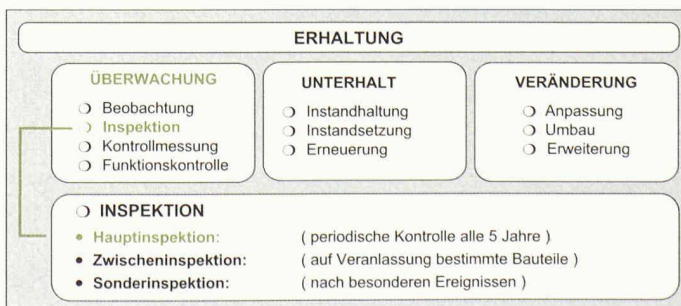 ERHALTUNG
ÜBERWACHUNG
❍ Beobachtung
❍ Inspektion
❍ Kontrollmessung
❍ Funktionskontrolle
UNTERHALT
❍ Instandhaltung
❍ Instandsetzung
❍ Erneuerung
VERÄNDERUNG
❍ Anpassung
❍ Umbau
❍ Erweiterung
❍ INSPEKTION
• Hauptinspektion: ( periodische Kontrolle alle 5 Jahre )
• Zwischeninspektion: ( auf Veranlassung bestimmte Bauteile )
• Sonderinspektion: ( nach besonderen Ereignissen )